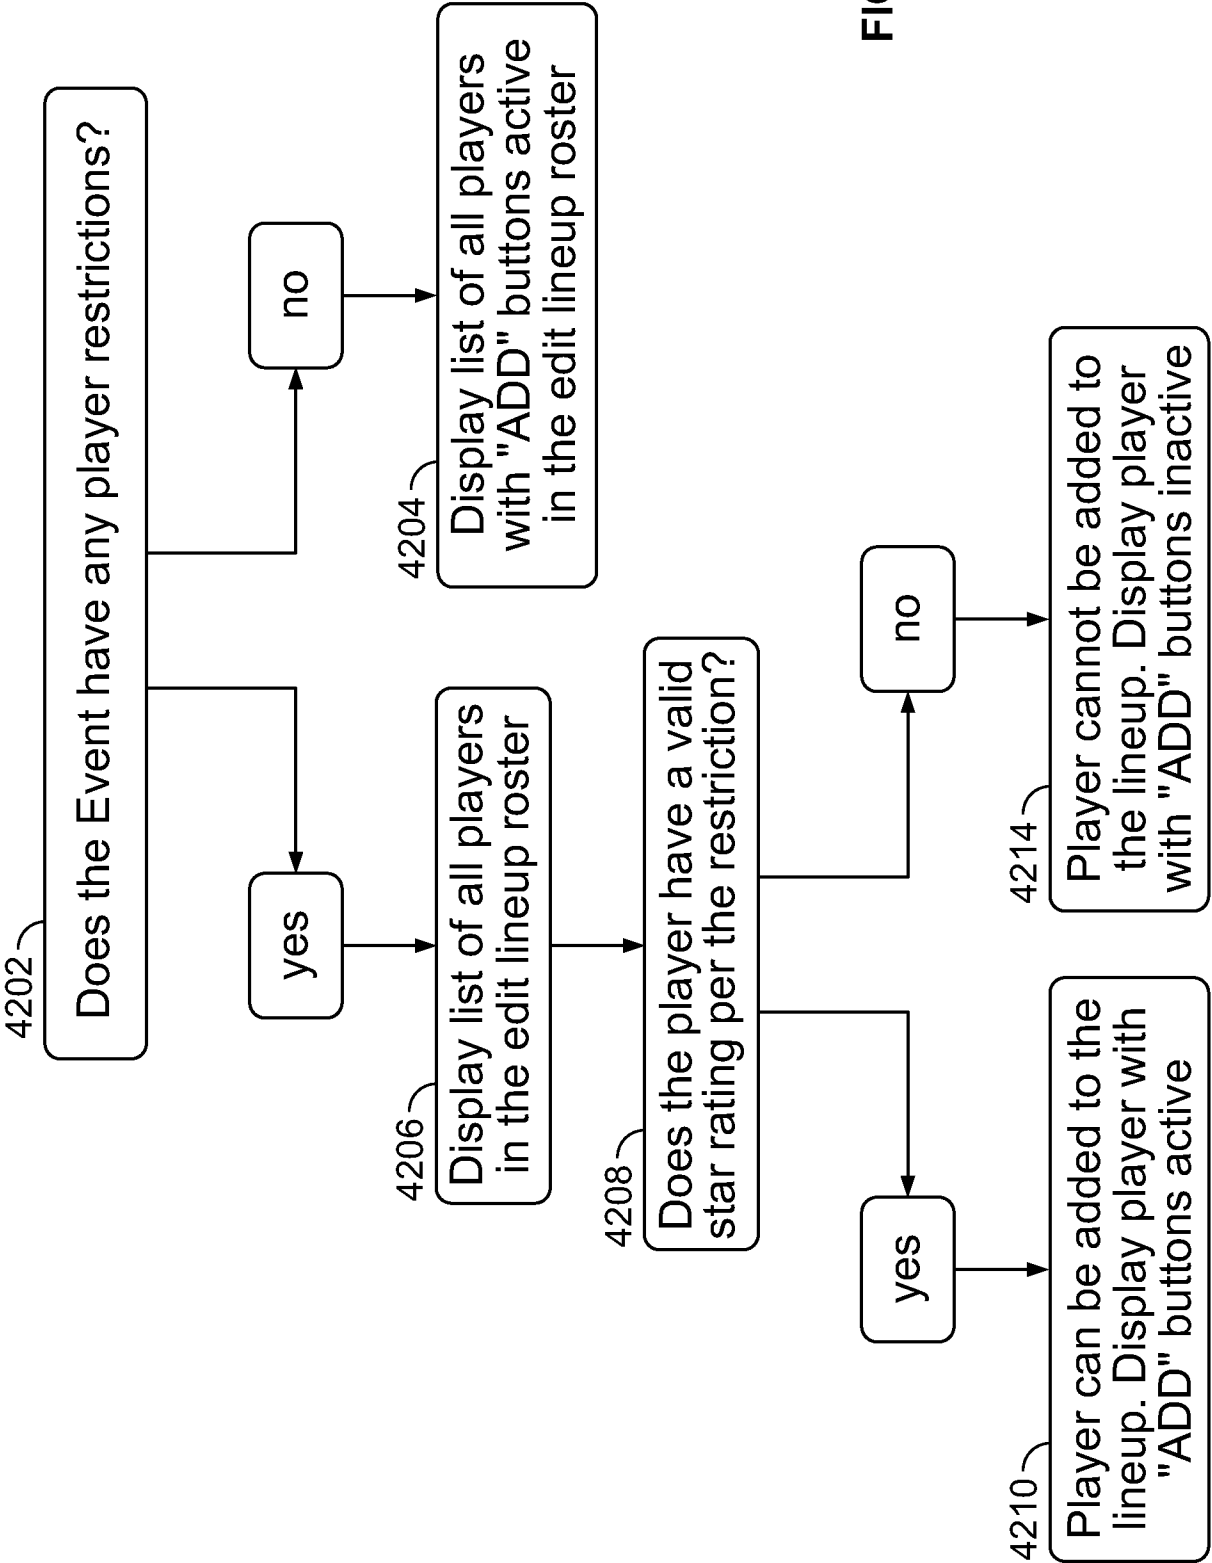 4202
Does the Event have any player restrictions?
yes
no
4206
Display list of all players
in the edit lineup roster
4204
Display list of all players
with "ADD" buttons active
in the edit lineup roster
4208
Does the player have a valid
star rating per the restriction?
yes
no
4210
Player can be added to the
lineup. Display player with
"ADD" buttons active
4214
Player cannot be added to
the lineup. Display player
with "ADD" buttons inactive